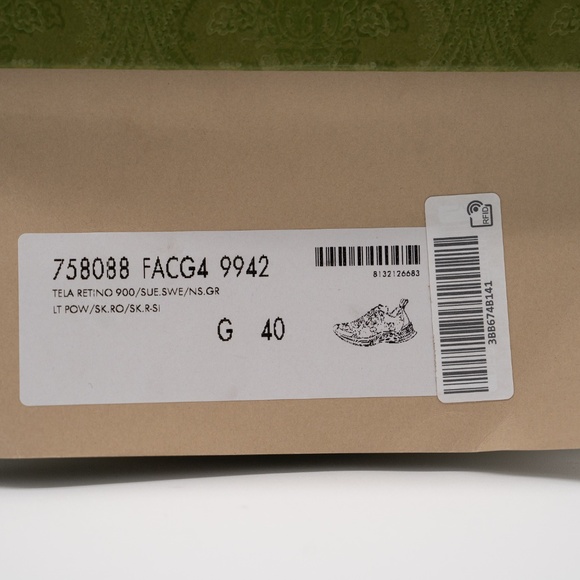 758088 FACG4 9942
TELA RETINO 900/SUE.SWE/NS.GR
LT POW/SK.RO/SK.R-SI
G 40
8132126683
RFID
3BB674B141